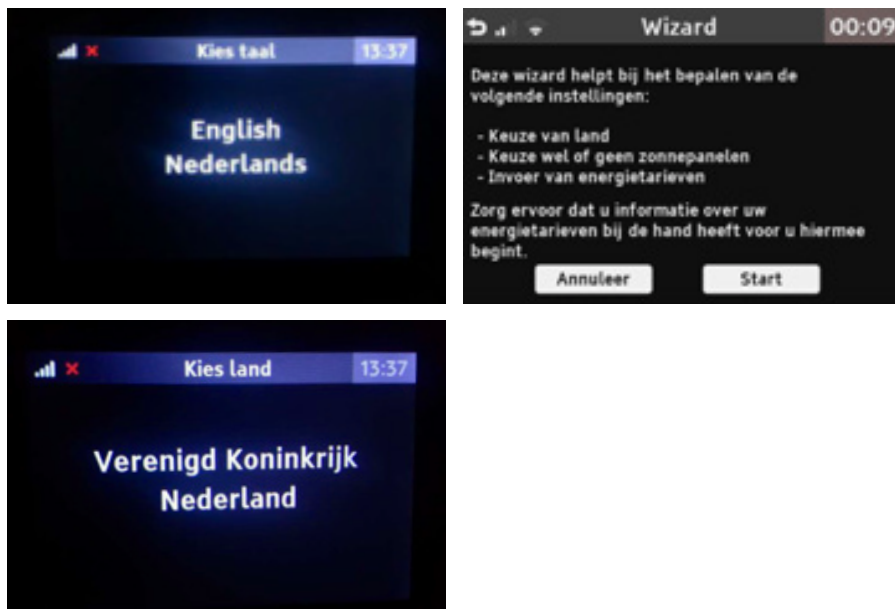 Kies taal 13:37
English
Nederlands
Wizard 00:09
Deze wizard helpt bij het bepalen van de
volgende instellingen:
- Keuze van land
- Keuze wel of geen zonnepanelen
- Invoer van energietarieven
Zorg ervoor dat u informatie over uw
energietarieven bij de hand heeft voor u hiermee
begint.
Annuleer Start
Kies land 13:37
Verenigd Koninkrijk
Nederland